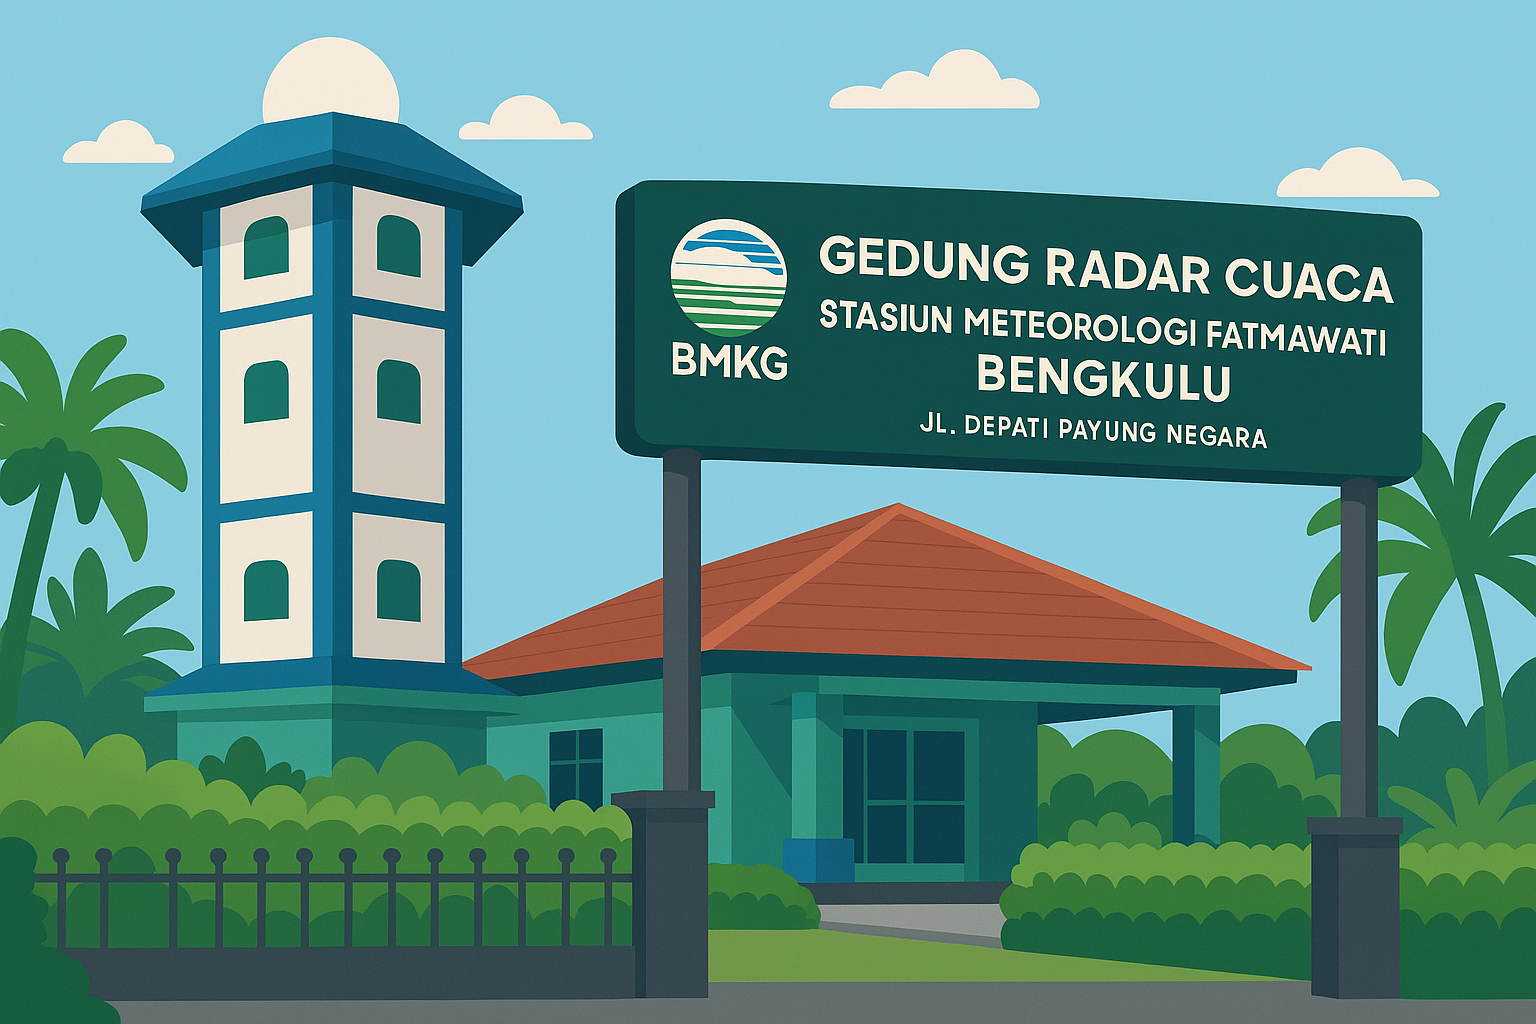 BMKG
GEDUNG RADAR CUACA
STASIUN METEOROLOGI FATMAWATI
BENGKULU
JL. DEPATI PAYUNG NEGARA